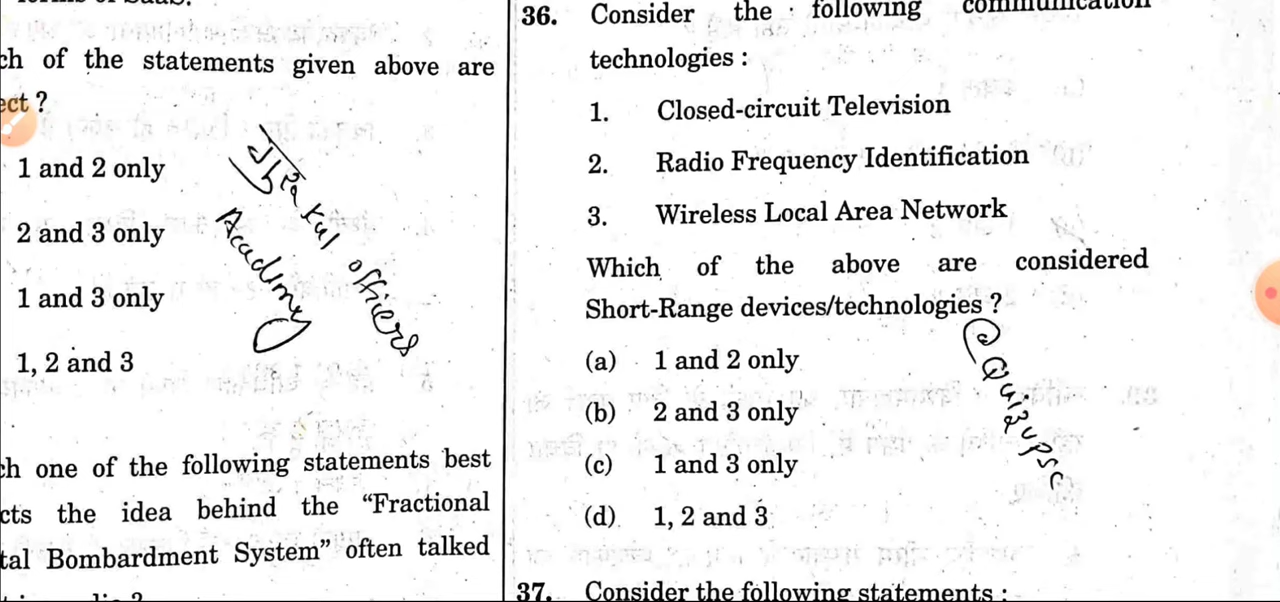 ch of the statements given above are
ect ?
1 and 2 only
2 and 3 only
1 and 3 only
1, 2 and 3
ch one of the following statements best
cts the idea behind the “Fractional
tal Bombardment System” often talked
officers
36. Consider the following communication
technologies :
1. Closed-circuit Television
2. Radio Frequency Identification
3. Wireless Local Area Network
Which of the above are considered
Short-Range devices/technologies ?
(a) 1 and 2 only
(b) 2 and 3 only
(c) 1 and 3 only
(d) 1, 2 and 3
@Quizupsc
37. Consider the following statements :